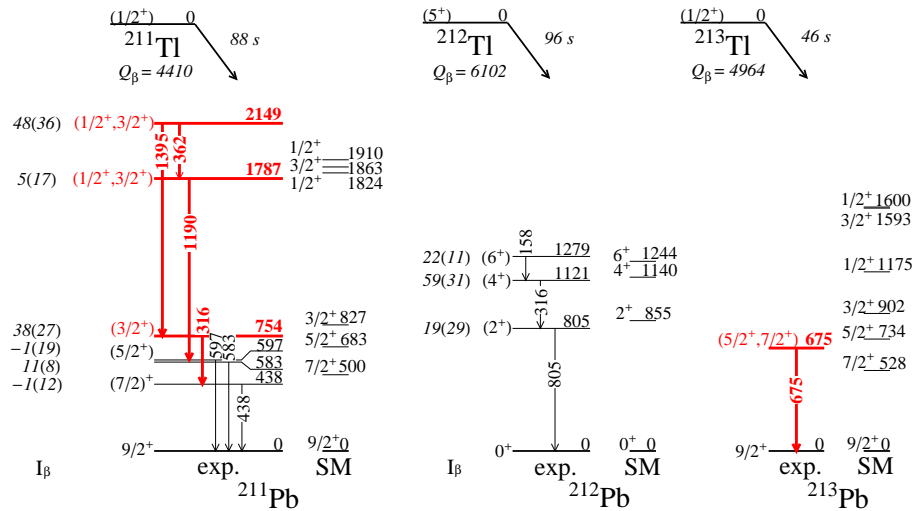 (1/2⁺) 0
²¹¹Tl
88 s
Qβ = 4410
48(36) (1/2⁺,3/2⁺) 2149
1395
362
5(17) (1/2⁺,3/2⁺) 1787
1190
1/2⁺ 1910
3/2⁺ 1863
1/2⁺ 1824
38(27) (3/2⁺) 754
316
−1(19) (5/2⁺) 597
597
11(8) 583
583
−1(12) (7/2)⁺ 438
438
3/2⁺ 827
5/2⁺ 683
7/2⁺ 500
9/2⁺ 0
9/2⁺ 0
Iβ exp. SM
²¹¹Pb
(5⁺) 0
²¹²Tl
96 s
Qβ = 6102
22(11) (6⁺) 1279
158
59(31) (4⁺) 1121
316
19(29) (2⁺) 805
805
6⁺ 1244
4⁺ 1140
2⁺ 855
0⁺ 0
0⁺ 0
Iβ exp. SM
²¹²Pb
(1/2⁺) 0
²¹³Tl
46 s
Qβ = 4964
1/2⁺ 1600
3/2⁺ 1593
1/2⁺ 1175
3/2⁺ 902
5/2⁺ 734
7/2⁺ 528
(5/2⁺,7/2⁺) 675
675
9/2⁺ 0
9/2⁺ 0
exp. SM
²¹³Pb